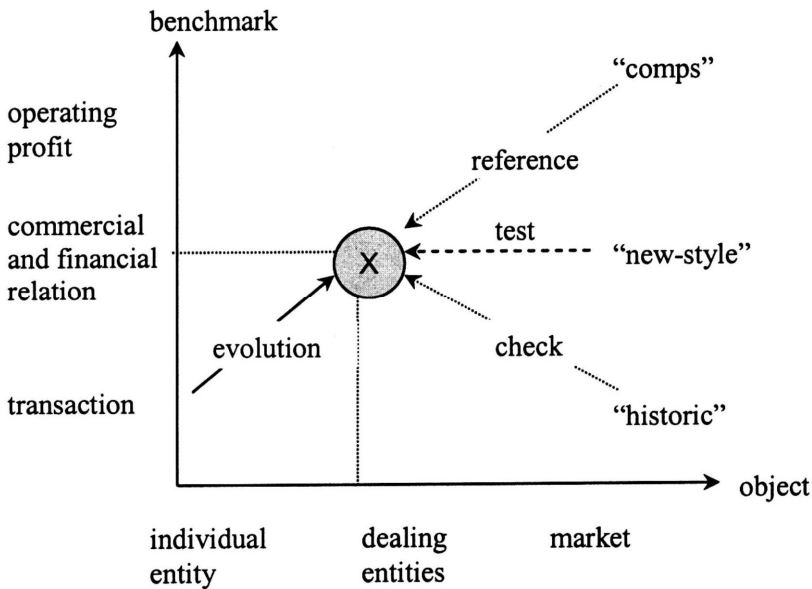 benchmark
“comps”
operating
profit
reference
commercial
and financial
relation
test
X
“new-style”
evolution
check
transaction
“historic”
object
individual
entity
dealing
entities
market